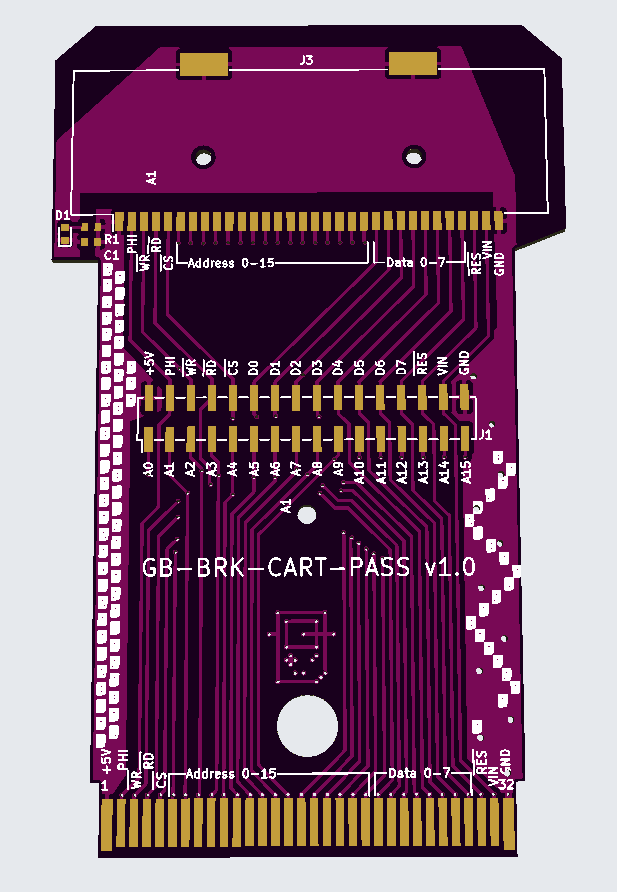 J3
A1
D1
R1
C1
PHI
WR
RD
CS
Address 0-15
Data 0-7
RES
VIN
GND
+5V PHI WR RD CS D0 D1 D2 D3 D4 D5 D6 D7 RES VIN GND
J1
A0 A1 A2 A3 A4 A5 A6 A7 A8 A9 A10 A11 A12 A13 A14 A15
A1
GB-BRK-CART-PASS v1.0
+5V
PHI
WR
RD
CS
Address 0-15
Data 0-7
RES
VIN
GND
1
32